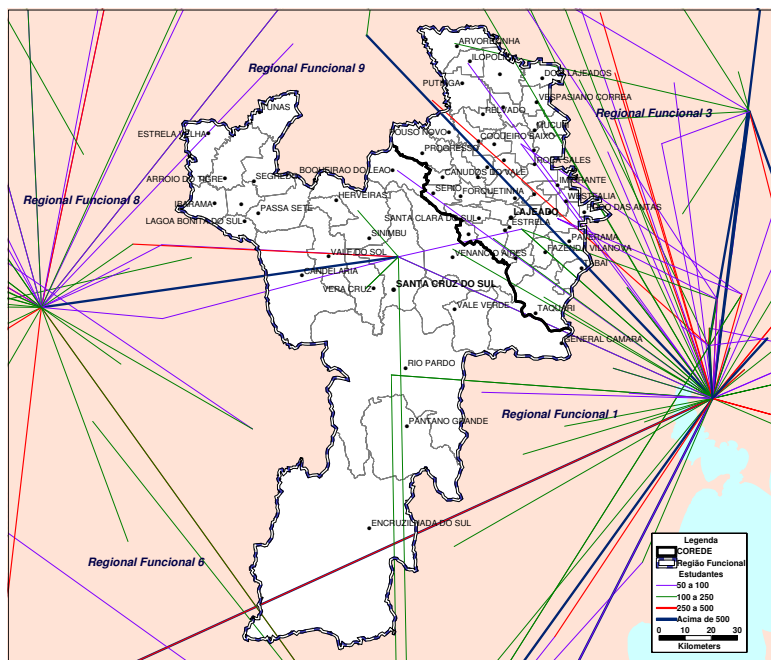 ARVOREZINHA
ILOPOLIS
Regional Funcional 9
DOIS LAJEADOS
PUTINGA
VESPASIANO CORREA
TUNAS
RELVADO
Regional Funcional 3
MUCUM
ESTRELA VELHA
POUSO NOVO
COQUEIRO BAIXO
PROGRESSO
ROCA SALES
BOQUEIRAO DO LEAO
CANUDOS DO VALE
ARROIO DO TIGRE
SEGREDO
IMIGRANTE
SERIO
FORQUETINHA
WESTFALIA
HERVEIRAS
Regional Funcional 8
IBARAMA
PASSA SETE
LAJEADO
POCO DAS ANTAS
LAGOA BONITA DO SUL
SANTA CLARA DO SUL
ESTRELA
SINIMBU
PAVERAMA
FAZENDA VILANOVA
VALE DO SOL
VENANCIO AIRES
TABAI
CANDELARIA
VERA CRUZ
SANTA CRUZ DO SUL
VALE VERDE
TAQUARI
GENERAL CAMARA
RIO PARDO
Regional Funcional 1
PANTANO GRANDE
ENCRUZILHADA DO SUL
Regional Funcional 6
Legenda
COREDE
Região Funcional
Estudantes
50 a 100
100 a 250
250 a 500
Acima de 500
0 10 20 30
Kilometers